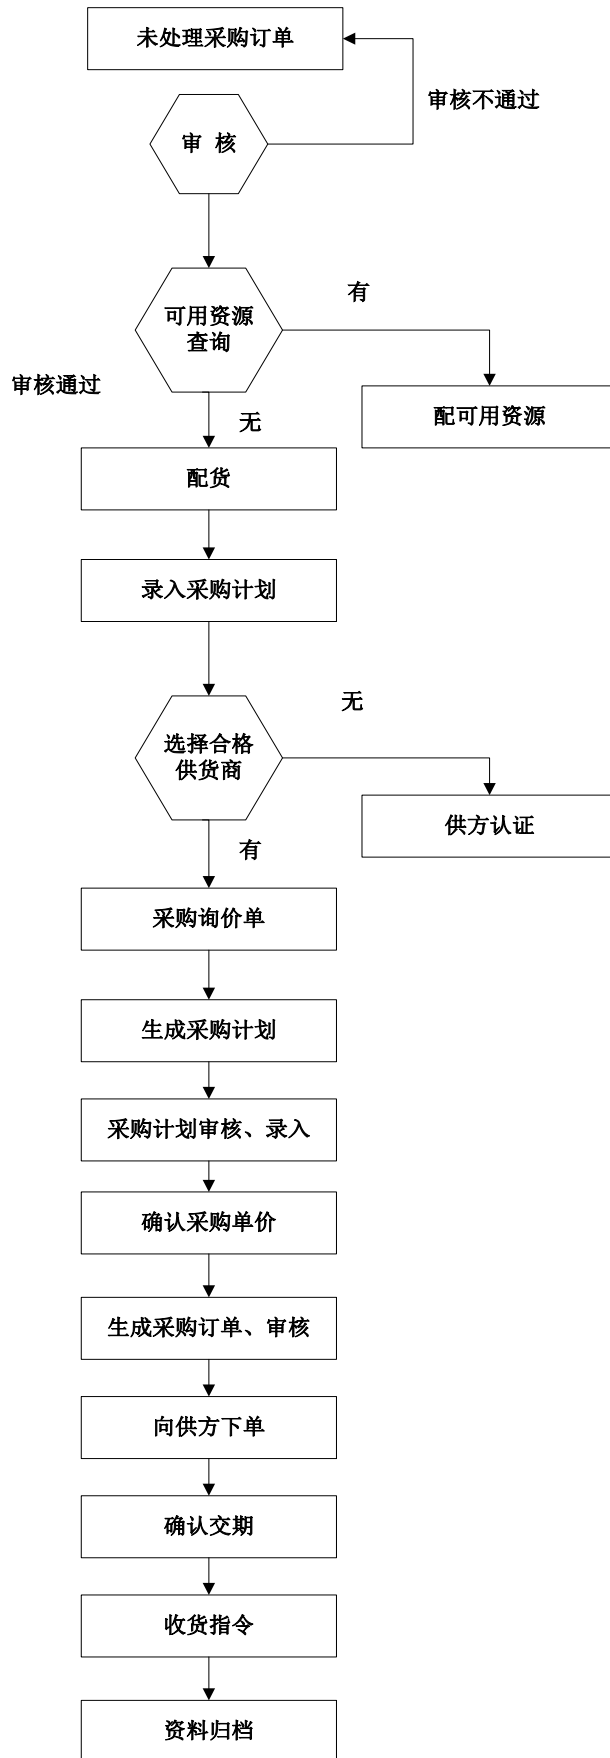 未处理采购订单
审核不通过
审 核
可用资源
查询
有
审核通过
配可用资源
无
配货
录入采购计划
选择合格
供货商
无
供方认证
有
采购询价单
生成采购计划
采购计划审核、录入
确认采购单价
生成采购订单、审核
向供方下单
确认交期
收货指令
资料归档